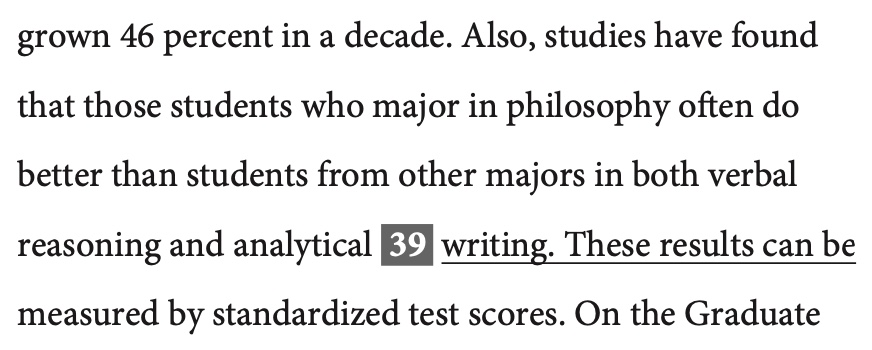 grown 46 percent in a decade. Also, studies have found
that those students who major in philosophy often do
better than students from other majors in both verbal
reasoning and analytical 39 writing. These results can be
measured by standardized test scores. On the Graduate